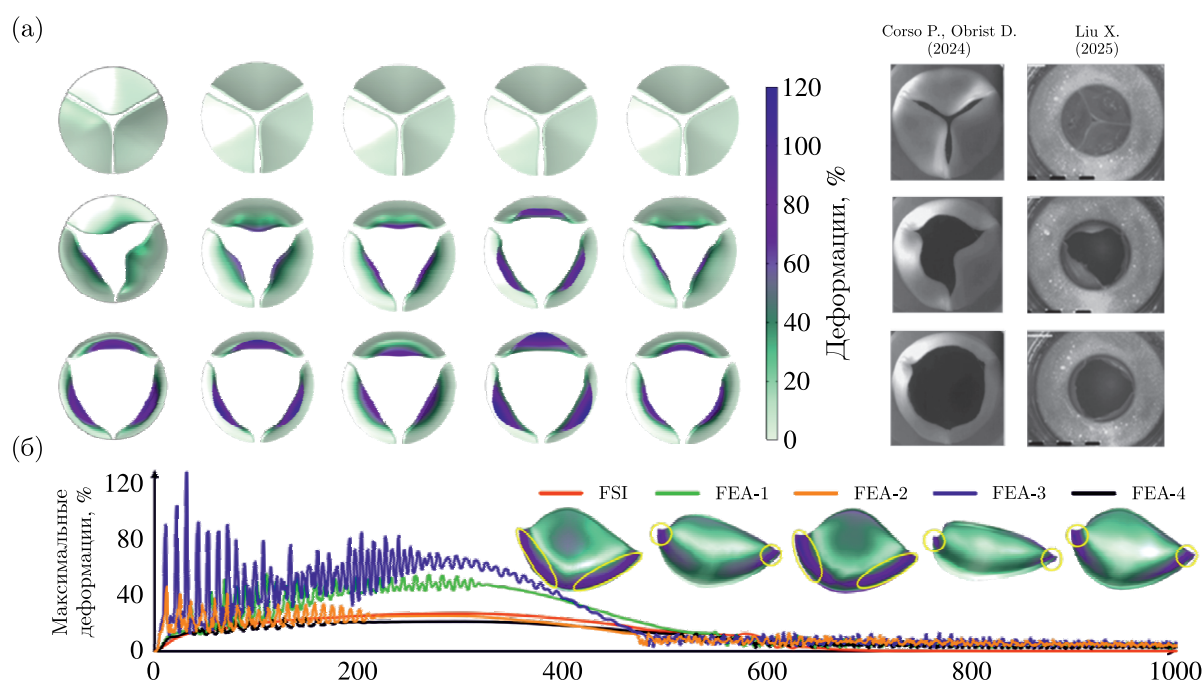 (а)
Corso P., Obrist D.
(2024)
Liu X.
(2025)
120
100
80
60
40
20
0
Деформации, %
(б)
Максимальные
деформации, %
120
80
40
0
FSI
FEA-1
FEA-2
FEA-3
FEA-4
0
200
400
600
800
1000